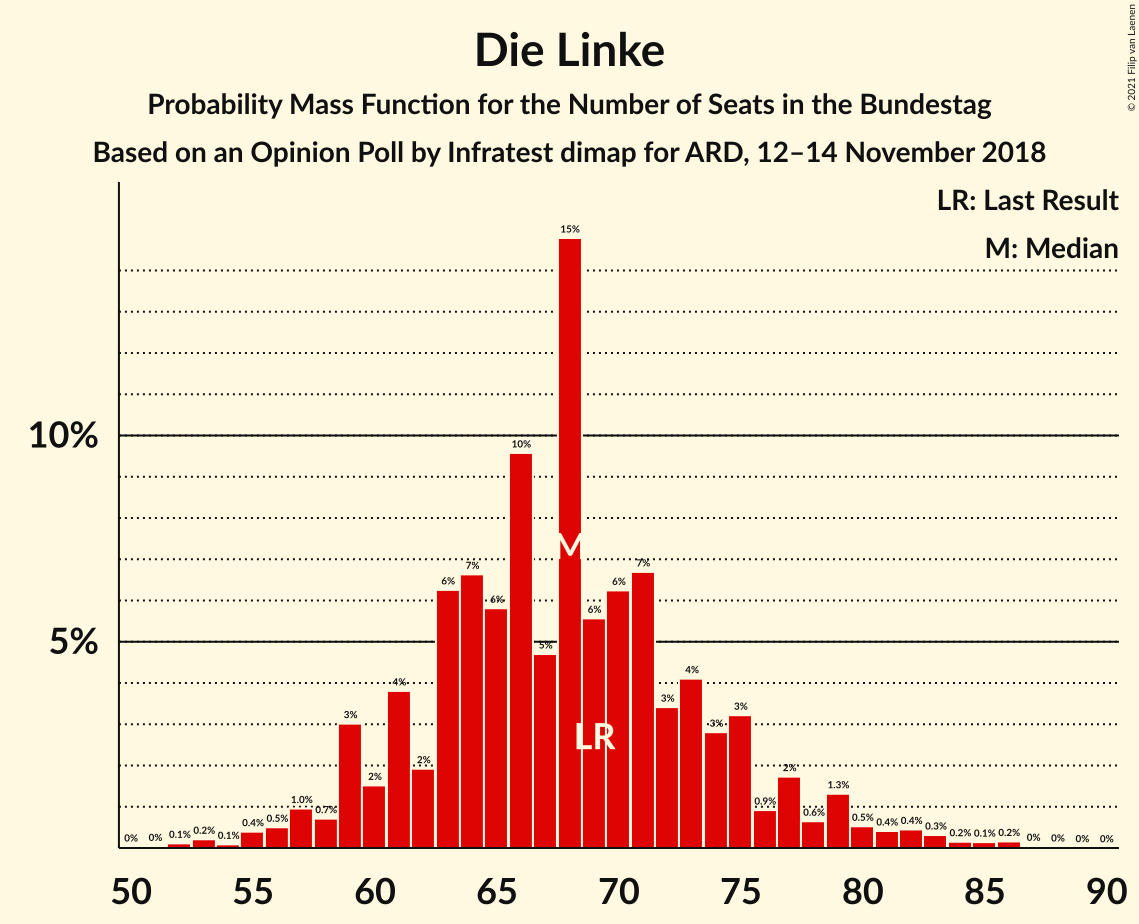 Die Linke
Probability Mass Function for the Number of Seats in the Bundestag
Based on an Opinion Poll by Infratest dimap for ARD, 12–14 November 2018
© 2021 Filip van Laenen
LR: Last Result
M: Median
10%
5%
0% 0% 0.1% 0.2% 0.1% 0.4% 0.5% 1.0% 0.7% 3% 2% 4% 2% 6% 7% 6% 10% 5% 15% 6% 6% 7% 3% 4% 3% 3% 0.9% 2% 0.6% 1.3% 0.5% 0.4% 0.4% 0.3% 0.2% 0.1% 0.2% 0% 0% 0% 0%
M
LR
50 55 60 65 70 75 80 85 90